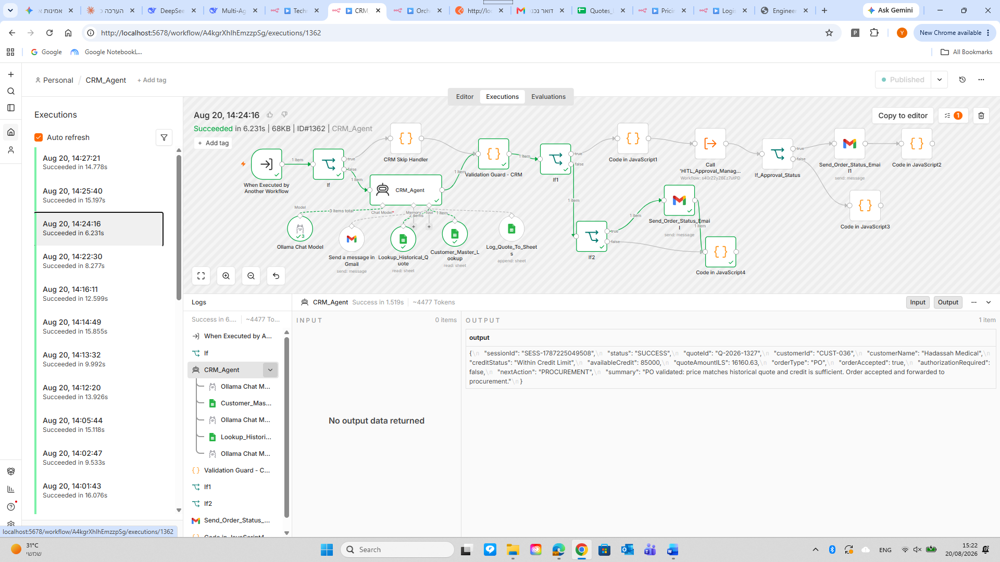 אמינות א
הערכה כ
DeepSee
Multi-Ag
Techr
CRM_
Orch
http://loc
דואר נכנ
Quotes_l
Pricir
Logis
Engineer
Ask Gemini
http://localhost:5678/workflow/A4kgrXhIhEmzzpSg/executions/1362
P
Y
New Chrome available
Google
Google NotebookL...
All Bookmarks
Personal / CRM_Agent + Add tag
Published
Editor Executions Evaluations
Executions
Auto refresh
Aug 20, 14:27:21
Succeeded in 14.778s
Aug 20, 14:25:40
Succeeded in 15.197s
Aug 20, 14:24:16
Succeeded in 6.231s
Aug 20, 14:22:30
Succeeded in 8.277s
Aug 20, 14:16:11
Succeeded in 12.599s
Aug 20, 14:14:49
Succeeded in 15.855s
Aug 20, 14:13:32
Succeeded in 9.992s
Aug 20, 14:12:20
Succeeded in 13.926s
Aug 20, 14:05:44
Succeeded in 15.118s
Aug 20, 14:02:47
Succeeded in 9.533s
Aug 20, 14:01:43
Succeeded in 16.076s
localhost:5678/workflow/A4kgrXhIhEmzzpSg/executions/1362
Aug 20, 14:24:16
Succeeded in 6.231s | 68KB | ID#1362 | CRM_Agent
+ Add tag
Copy to editor
1
When Executed by
Another Workflow
1 item
If
true
false
1 item
CRM Skip Handler
CRM_Agent
Model
3 items total
Chat Model*
Memory
Tool
2 items
1 item
1 item
Validation Guard - CRM
1 item
If1
true
false
1 item
Code in JavaScript1
Call
'HITL_Approval_Manag...
Workflow: s40rZ2yZ6Ez7utPD
If_Approval_Status
true
false
Send_Order_Status_Emai
l1
send: message
Code in JavaScript2
Code in JavaScript3
Ollama Chat Model
3
Send a message in
Gmail
send: message
Lookup_Historical_Q
uote
read: sheet
Customer_Master_L
ookup
read: sheet
Log_Quote_To_Sheet
s
append: sheet
If2
true
false
1 item
Send_Order_Status_Emai
l
send: message
1 item
Code in JavaScript4
Logs
Success in 6.... ~4477 To...
When Executed by A...
If
CRM_Agent
Ollama Chat M...
Customer_Mas...
Ollama Chat M...
Lookup_Histori...
Ollama Chat M...
Validation Guard - C...
If1
If2
Send_Order_Status_...
Code in JavaScript4
CRM_Agent Success in 1.519s ~4477 Tokens
Input Output
INPUT 0 items
No output data returned
OUTPUT 1 item
output
{\n "sessionId": "SESS-1787225049508",\n "status": "SUCCESS",\n "quoteId": "Q-2026-1327",\n "customerId": "CUST-036",\n "customerName": "Hadassah Medical",\n
"creditStatus": "Within Credit Limit",\n "availableCredit": 85000,\n "quoteAmountILS": 16160.63,\n "orderType": "PO",\n "orderAccepted": true,\n "authorizationRequired":
false,\n "nextAction": "PROCUREMENT",\n "summary": "PO validated: price matches historical quote and credit is sufficient. Order accepted and forwarded to
procurement."\n}
31°C
שמשי
Search
ENG
15:22
20/08/2026